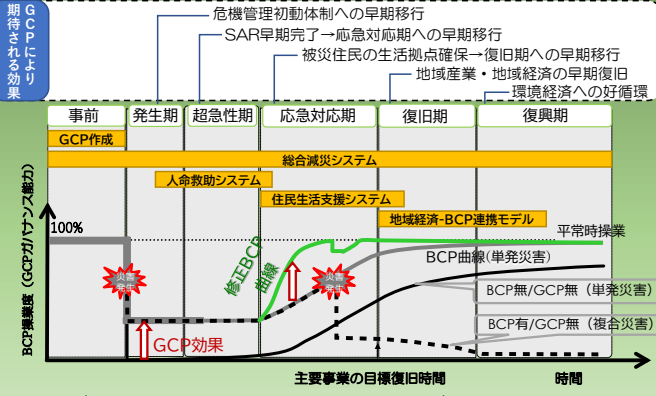 GCPにより
期待される効果
危機管理初動体制への早期移行
SAR早期完了→応急対応期への早期移行
被災住民の生活拠点確保→復旧期への早期移行
地域産業・地域経済の早期復旧
環境経済への好循環
事前
発生期
超急性期
応急対応期
復旧期
復興期
GCP作成
総合減災システム
人命救助システム
住民生活支援システム
地域経済-BCP連携モデル
BCP操業度（GCPガバナンス能力）
100%
平常時操業
修正BCP
曲線
BCP曲線(単発災害)
災害
発生
災害
発生
BCP無/GCP無（単発災害）
BCP有/GCP無（複合災害）
GCP効果
主要事業の目標復旧時間
時間